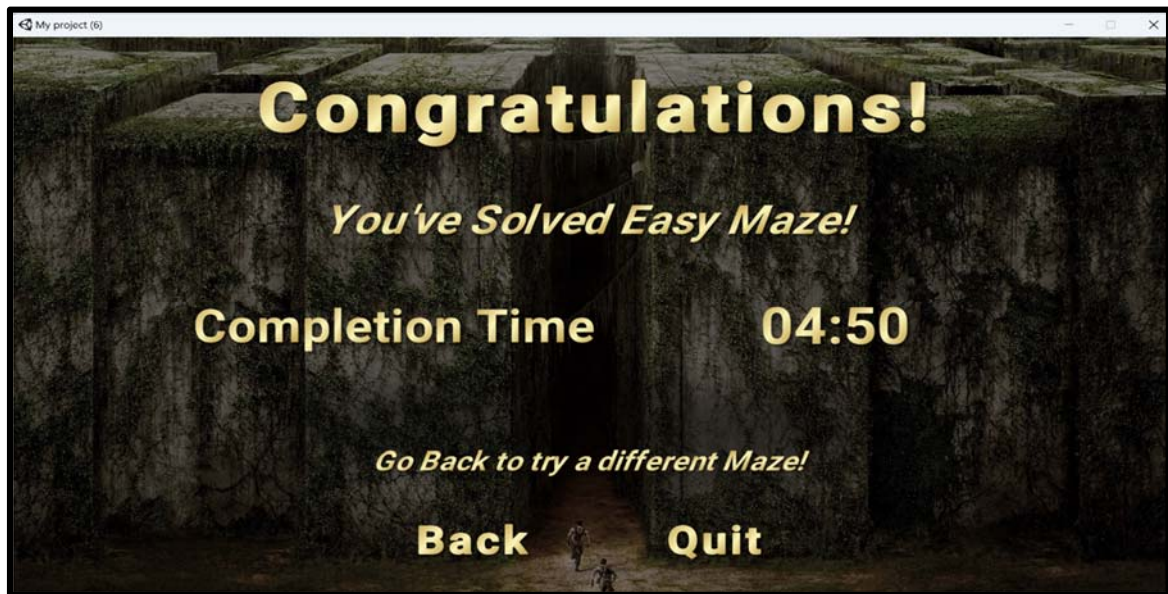 My project (6)
Congratulations!
You've Solved Easy Maze!
Completion Time 04:50
Go Back to try a different Maze!
Back Quit